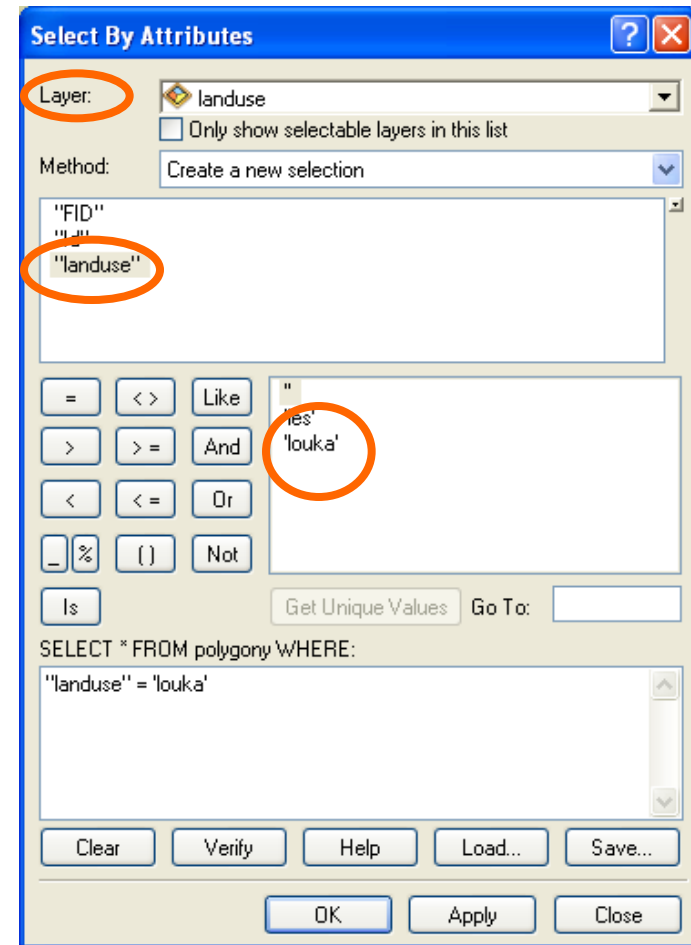 Select By Attributes
Layer: landuse
Only show selectable layers in this list
Method: Create a new selection
"FID"
"Id"
"landuse"
= < > Like
> > = And
< < = Or
_ % ( ) Not
Is
''
'les'
'louka'
Get Unique Values Go To:
SELECT * FROM polygony WHERE:
"landuse" = 'louka'
Clear Verify Help Load... Save...
OK Apply Close